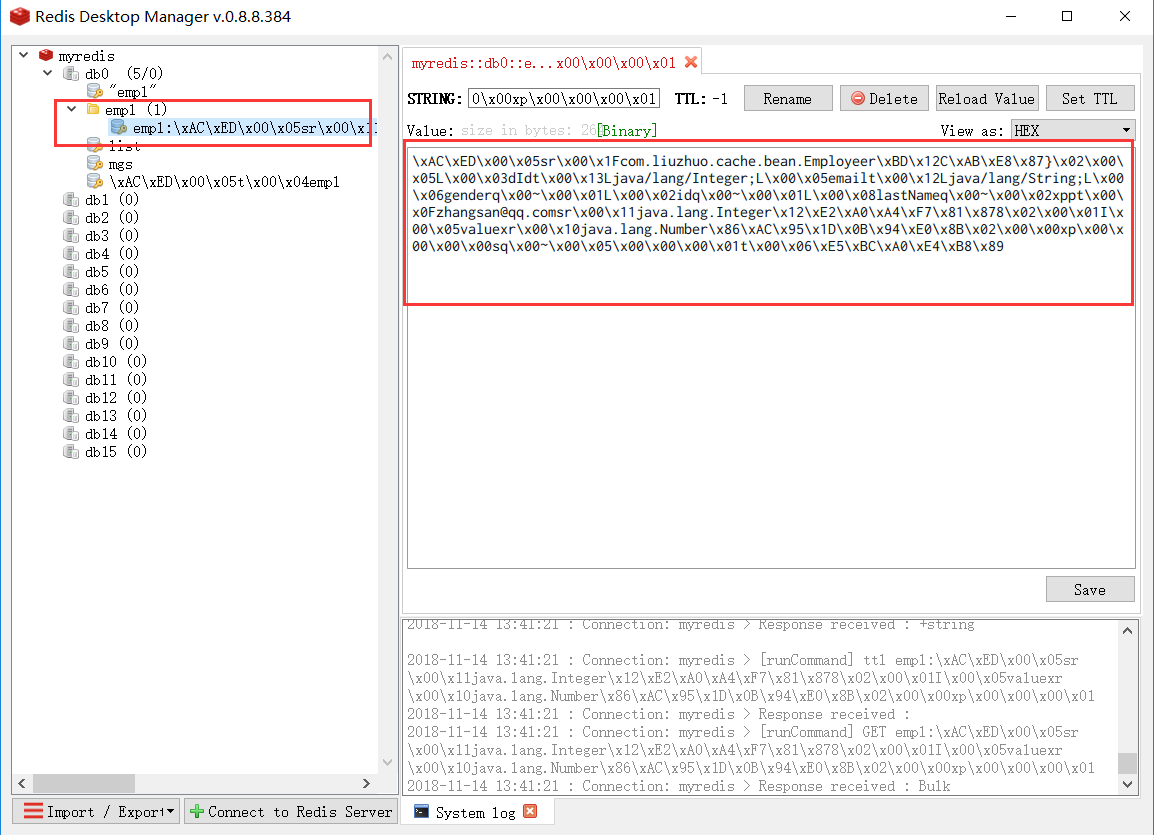 Redis Desktop Manager v.0.8.8.384
myredis
db0 (5/0)
"emp1"
emp1 (1)
emp1:\xAC\xED\x00\x05sr\x00\x1
list
mgs
\xAC\xED\x00\x05t\x00\x04emp1
db1 (0)
db2 (0)
db3 (0)
db4 (0)
db5 (0)
db6 (0)
db7 (0)
db8 (0)
db9 (0)
db10 (0)
db11 (0)
db12 (0)
db13 (0)
db14 (0)
db15 (0)
Import / Export
Connect to Redis Server
myredis::db0::e...x00\x00\x00\x01
STRING: 0\x00xp\x00\x00\x00\x01 TTL: -1 Rename Delete Reload Value Set TTL
Value: size in bytes: 26 [Binary] View as: HEX
\xAC\xED\x00\x05sr\x00\x1Fcom.liuzhuo.cache.bean.Employeer\xBD\x12C\xAB\xE8\x87}\x02\x00\
x05L\x00\x03dIdt\x00\x13Ljava/lang/Integer;L\x00\x05emailt\x00\x12Ljava/lang/String;L\x00
\x06genderq\x00~\x00\x01L\x00\x02idq\x00~\x00\x01L\x00\x08lastNameq\x00~\x00\x02xppt\x00\
x0Fzhangsan@qq.comsr\x00\x11java.lang.Integer\x12\xE2\xA0\xA4\xF7\x81\x878\x02\x00\x01I\x
00\x05valuexr\x00\x10java.lang.Number\x86\xAC\x95\x1D\x0B\x94\xE0\x8B\x02\x00\x00xp\x00\x
00\x00\x00sq\x00~\x00\x05\x00\x00\x00\x01t\x00\x06\xE5\xBC\xA0\xE4\xB8\x89
Save
2018-11-14 13:41:21 : Connection: myredis > Response received : +string
2018-11-14 13:41:21 : Connection: myredis > [runCommand] ttl emp1:\xAC\xED\x00\x05sr
\x00\x11java.lang.Integer\x12\xE2\xA0\xA4\xF7\x81\x878\x02\x00\x01I\x00\x05valuexr
\x00\x10java.lang.Number\x86\xAC\x95\x1D\x0B\x94\xE0\x8B\x02\x00\x00xp\x00\x00\x00\x01
2018-11-14 13:41:21 : Connection: myredis > Response received :
2018-11-14 13:41:21 : Connection: myredis > [runCommand] GET emp1:\xAC\xED\x00\x05sr
\x00\x11java.lang.Integer\x12\xE2\xA0\xA4\xF7\x81\x878\x02\x00\x01I\x00\x05valuexr
\x00\x10java.lang.Number\x86\xAC\x95\x1D\x0B\x94\xE0\x8B\x02\x00\x00xp\x00\x00\x00\x01
2018-11-14 13:41:21 : Connection: myredis > Response received : Bulk
System log